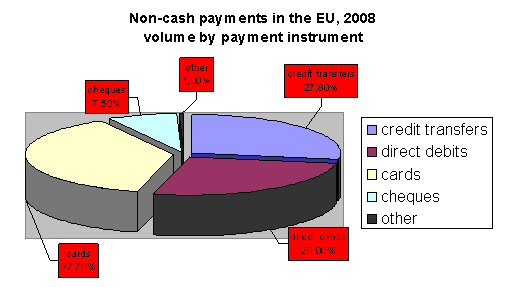 Non-cash payments in the EU, 2008
volume by payment instrument
other
1,00%
credit transfers
27,80%
cheques
7,50%
cards
37,70%
direct debits
26,00%
credit transfers
direct debits
cards
cheques
other